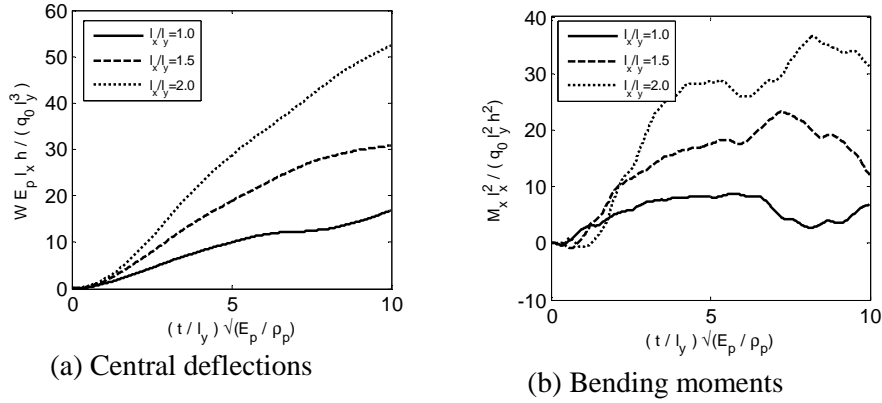 60
50
40
30
20
10
0
W E_p l_x h / ( q_0 l_y^3 )
l_x/l_y=1.0
l_x/l_y=1.5
l_x/l_y=2.0
0 5 10
( t / l_y ) √(E_p / ρ_p)
(a) Central deflections
40
30
20
10
0
-10
M_x l_x^2 / ( q_0 l_y^2 h^2 )
l_x/l_y=1.0
l_x/l_y=1.5
l_x/l_y=2.0
0 5 10
( t / l_y ) √(E_p / ρ_p)
(b) Bending moments